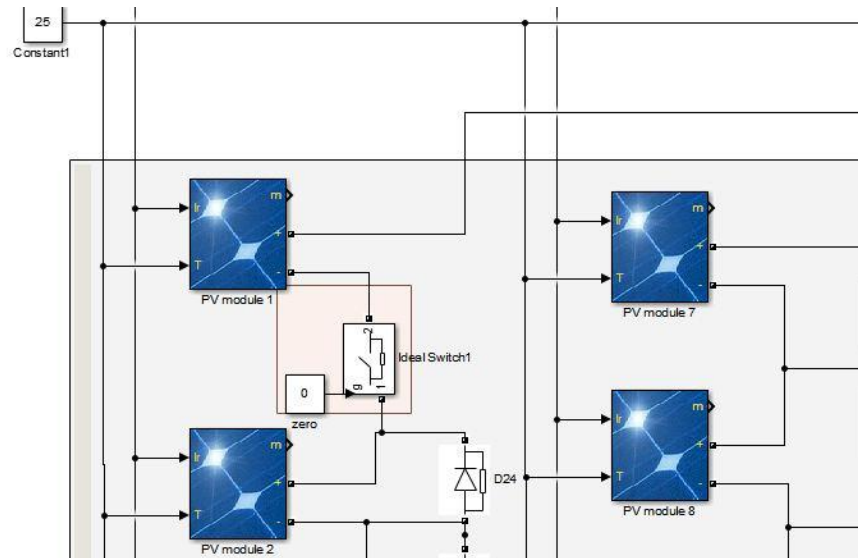 25
Constant1
Ir
m
+
T
-
PV module 1
Ir
m
+
T
-
PV module 7
2
Ideal Switch1
g
1
0
zero
Ir
m
+
T
-
PV module 8
Ir
m
+
T
-
PV module 2
D24